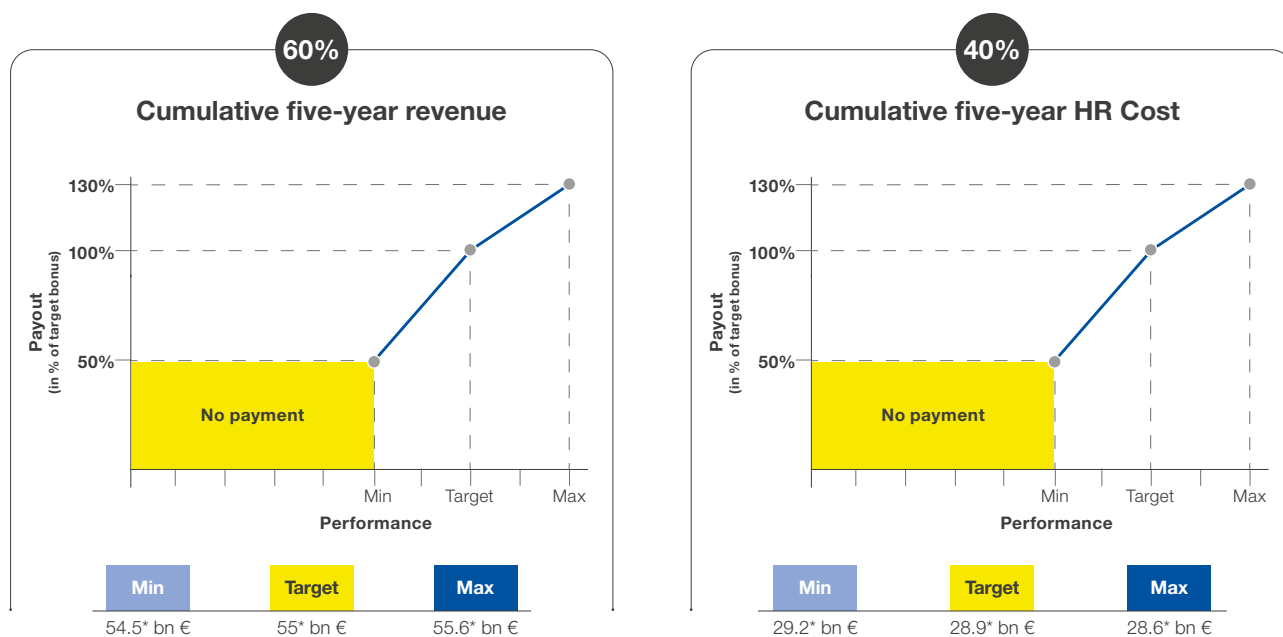 60%
Cumulative five-year revenue
130%
100%
50%
Payout
(in % of target bonus)
No payment
Min Target Max
Performance
Min Target Max
54.5* bn € 55* bn € 55.6* bn €
40%
Cumulative five-year HR Cost
130%
100%
50%
Payout
(in % of target bonus)
No payment
Min Target Max
Performance
Min Target Max
29.2* bn € 28.9* bn € 28.6* bn €